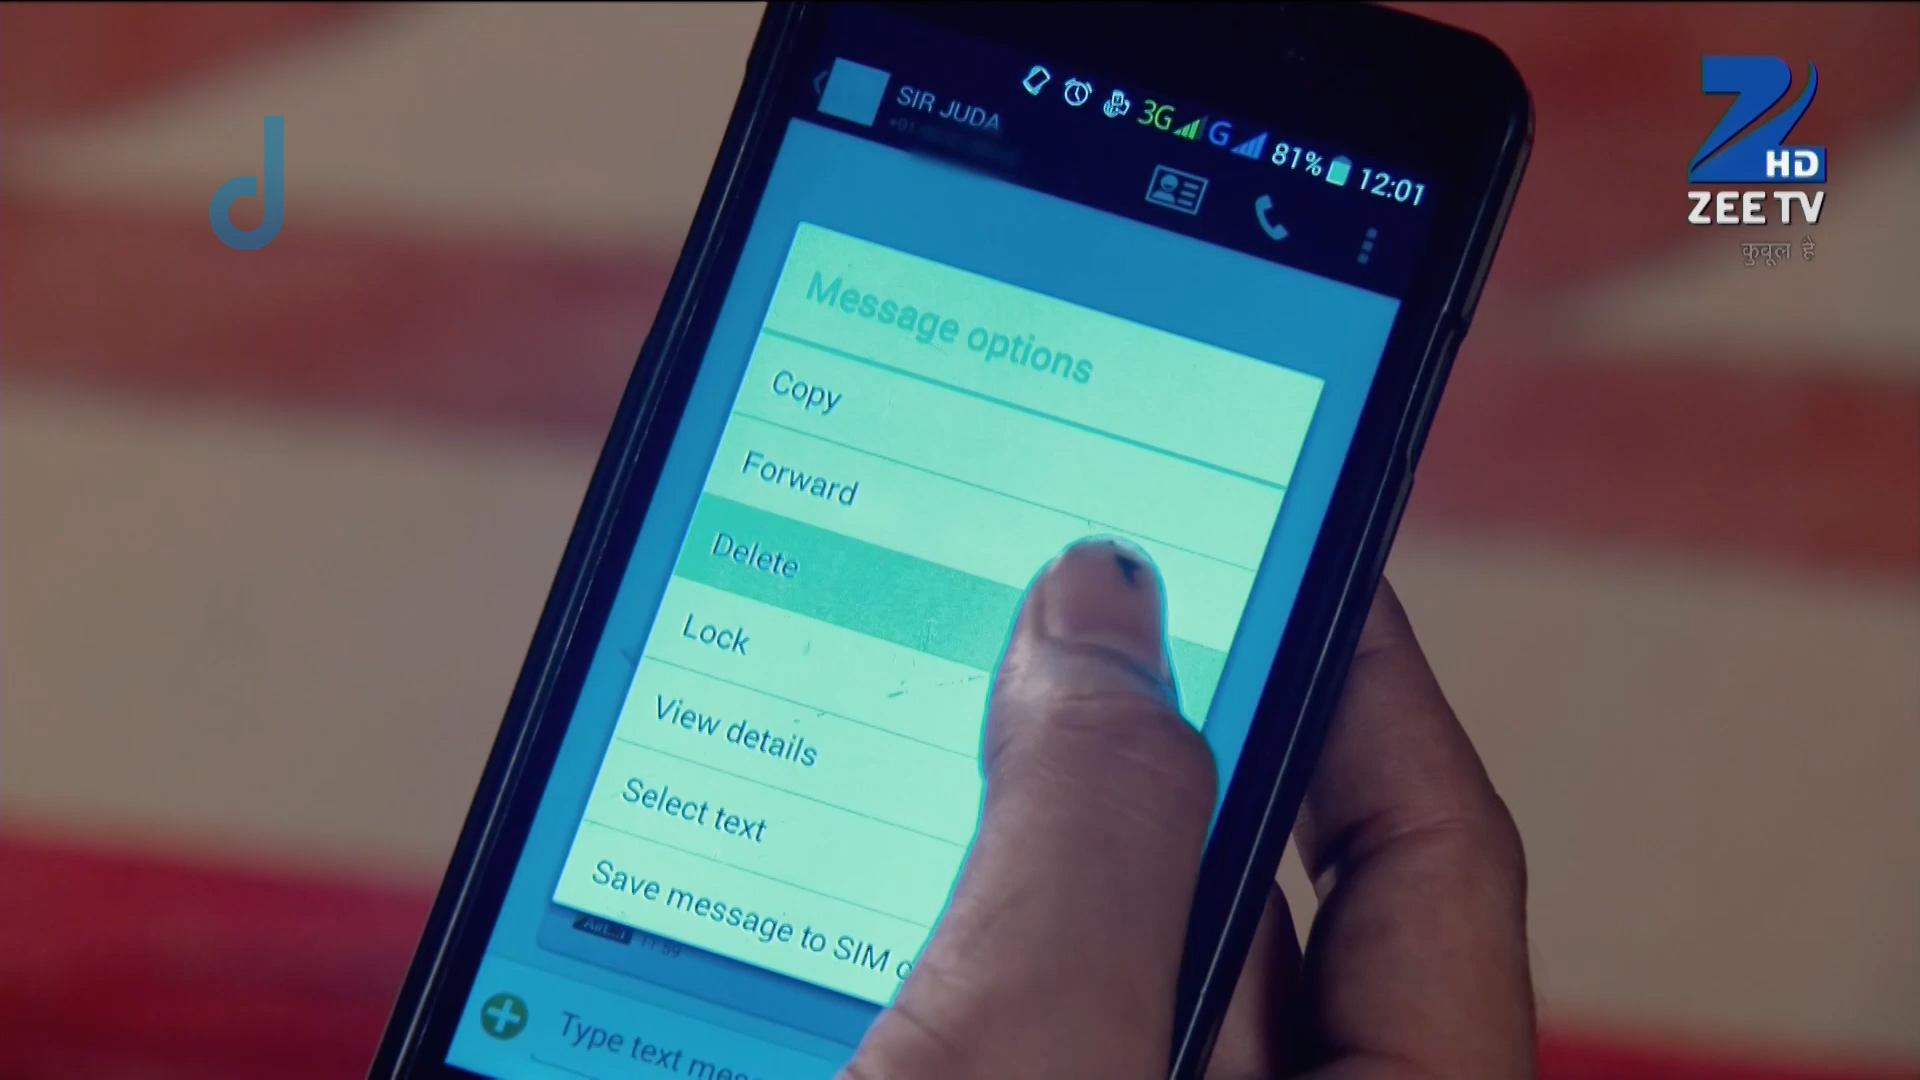 d
SIR JUDA
3G G 81% 12:01
HD
ZEE TV
कुबूल है
Message options
Copy
Forward
Delete
Lock
View details
Select text
Save message to SIM
Type text